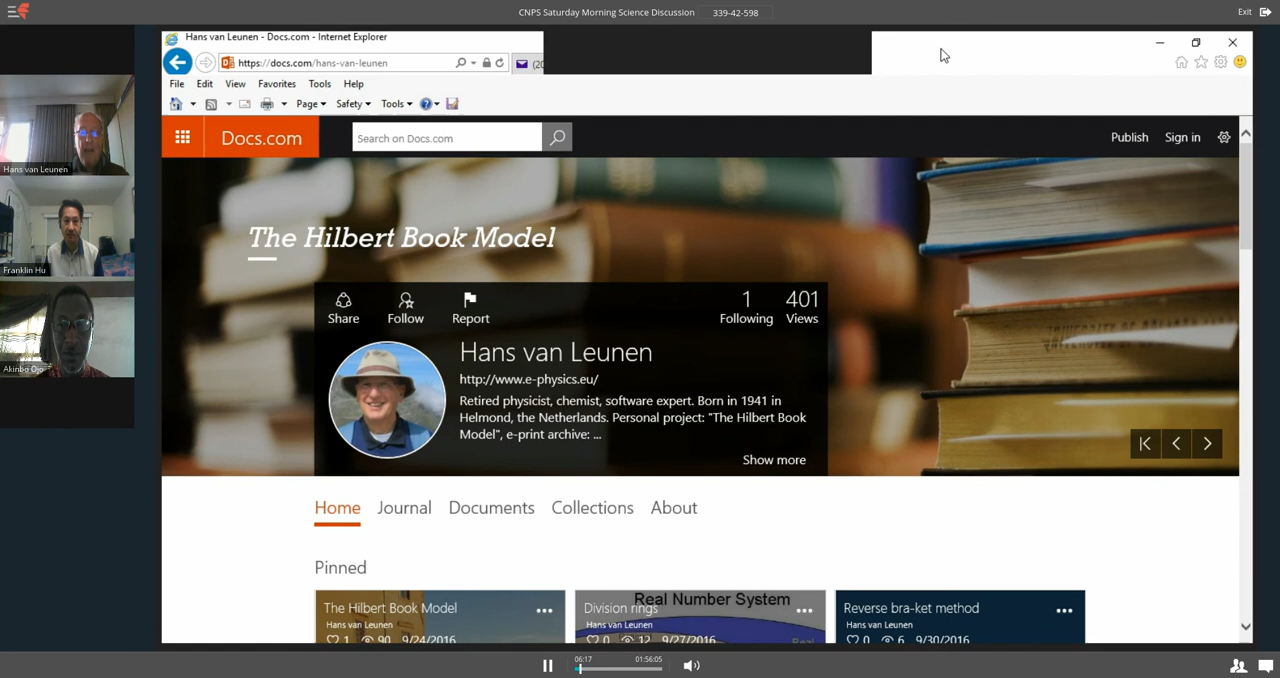 CNPS Saturday Morning Science Discussion 339-42-598
Exit
Hans van Leunen - Docs.com - Internet Explorer
https://docs.com/hans-van-leunen
(20
File Edit View Favorites Tools Help
Page Safety Tools
Docs.com
Search on Docs.com
Publish Sign in
The Hilbert Book Model
Share Follow Report
1 401
Following Views
Hans van Leunen
http://www.e-physics.eu/
Retired physicist, chemist, software expert. Born in 1941 in
Helmond, the Netherlands. Personal project: "The Hilbert Book
Model", e-print archive: ...
Show more
Home Journal Documents Collections About
Pinned
The Hilbert Book Model
Hans van Leunen
1 90 9/24/2016
Real Number System
Division rings
Hans van Leunen
0 12 9/27/2016
Real
Reverse bra-ket method
Hans van Leunen
0 6 9/30/2016
Hans van Leunen
Franklin Hu
Akinbo Ojo
06:17 01:56:05